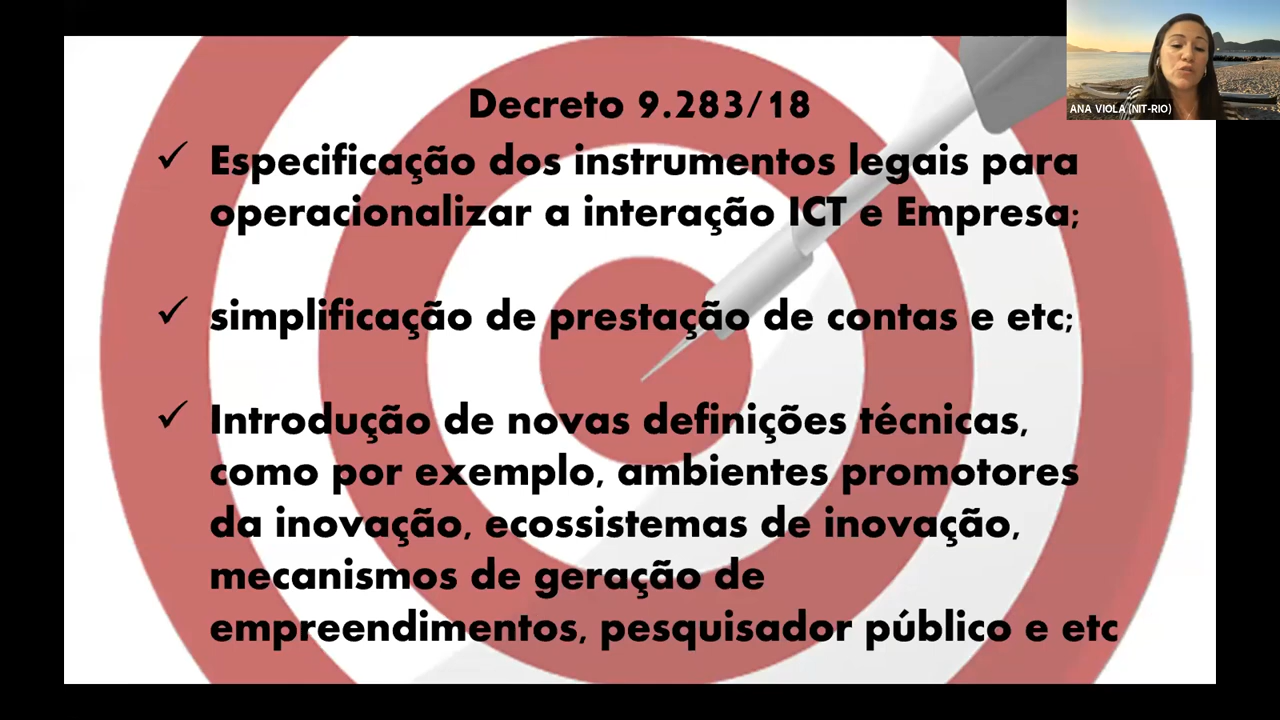 Decreto 9.283/18
✓ Especificação dos instrumentos legais para
operacionalizar a interação ICT e Empresa;
✓ simplificação de prestação de contas e etc;
✓ Introdução de novas definições técnicas,
como por exemplo, ambientes promotores
da inovação, ecossistemas de inovação,
mecanismos de geração de
empreendimentos, pesquisador público e etc
ANA VIOLA (NIT-RIO)